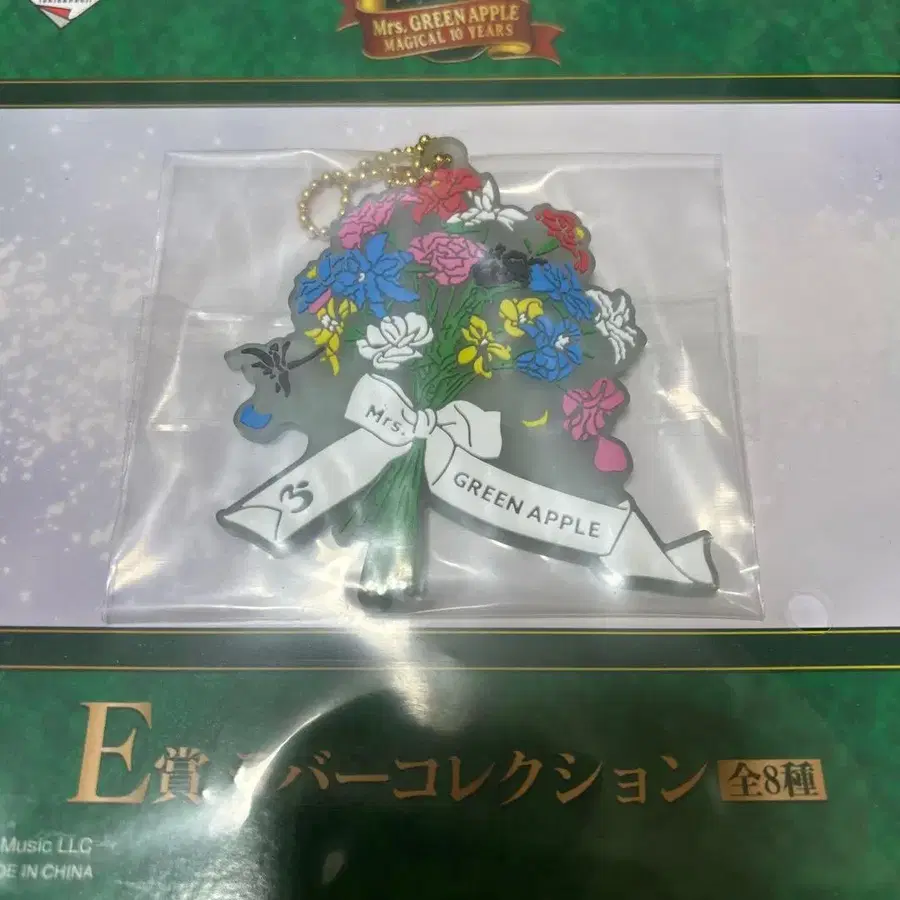 Mrs. GREEN APPLE
MAGICAL 10 YEARS
Mrs.
GREEN APPLE
E賞 ラバーコレクション 全8種
Music LLC
DE IN CHINA